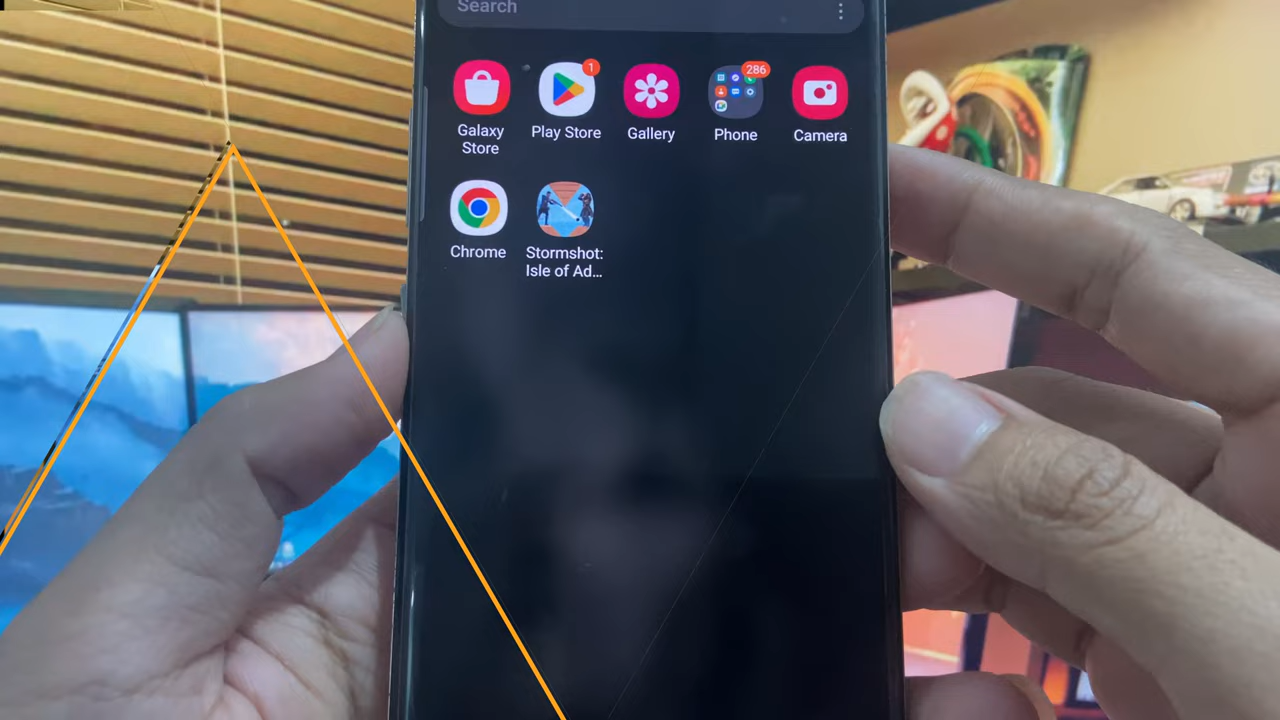 Search
1
286
Galaxy Store
Play Store
Gallery
Phone
Camera
Chrome
Stormshot:
Isle of Ad...